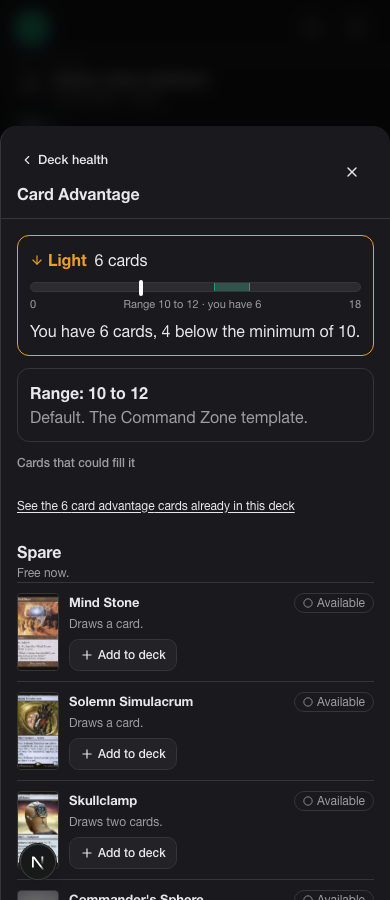 Deck health
Card Advantage
Light 6 cards
0 Range 10 to 12 · you have 6 18
You have 6 cards, 4 below the minimum of 10.
Range: 10 to 12
Default. The Command Zone template.
Cards that could fill it
See the 6 card advantage cards already in this deck
Spare
Free now.
Mind Stone
Available
Draws a card.
Add to deck
Solemn Simulacrum
Available
Draws a card.
Add to deck
Skullclamp
Available
Draws two cards.
Add to deck
N
Commander's Sphere
Available